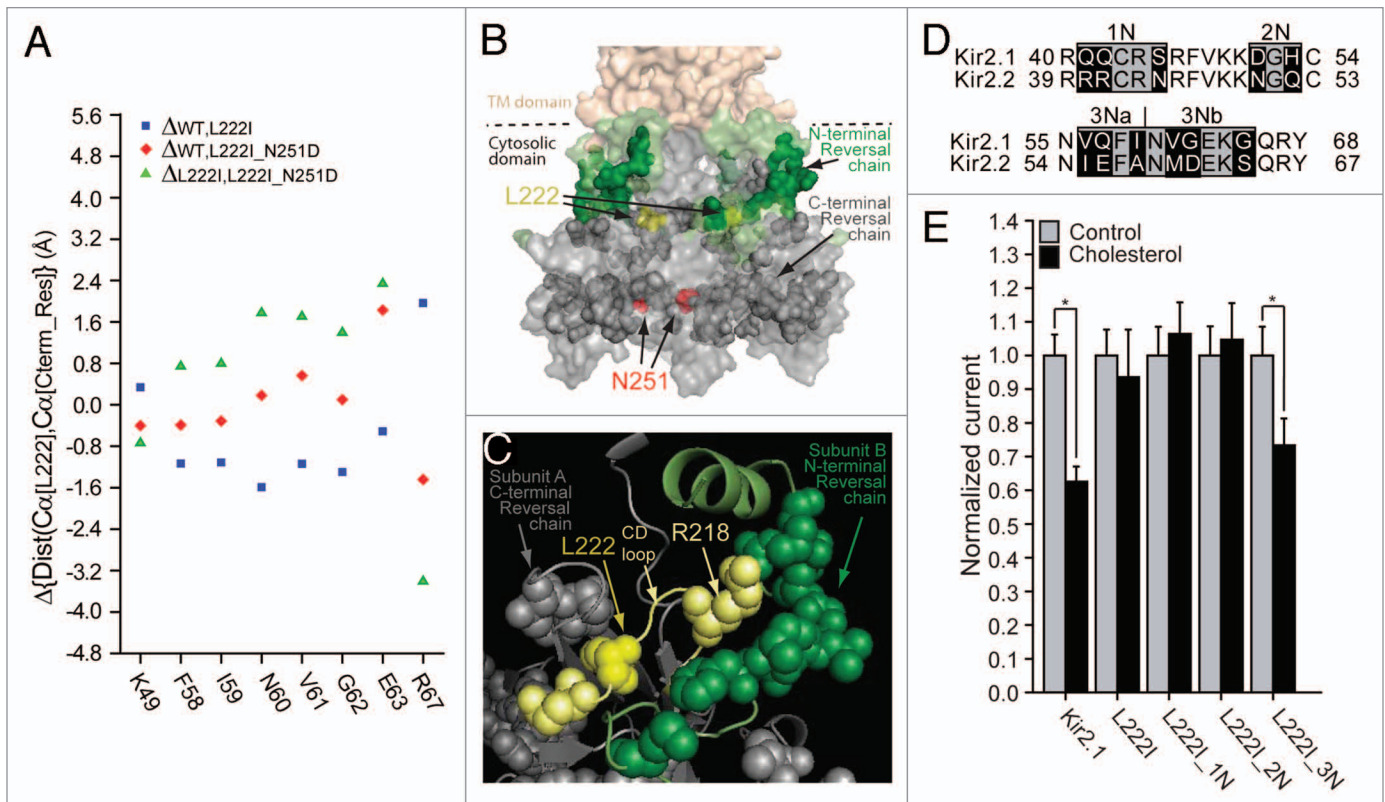 A
Δ{Dist(Cα[L222],Cα[Cterm_Res]} (Å)
5.6
4.8
4.0
3.2
2.4
1.6
0.8
0.0
-0.8
-1.6
-2.4
-3.2
-4.0
-4.8
ΔWT,L222I
ΔWT,L222I_N251D
ΔL222I,L222I_N251D
K49
F58
I59
N60
V61
G62
E63
R67
B
TM domain
Cytosolic
domain
N-terminal
Reversal
chain
L222
C-terminal
Reversal
chain
N251
C
Subunit A
C-terminal
Reversal
chain
L222
CD
loop
R218
Subunit B
N-terminal
Reversal
chain
D
1N 2N
Kir2.1 40 RQQCRSRFVKKDGHC 54
Kir2.2 39 RRRCRNRFVKKNGQC 53
3Na 3Nb
Kir2.1 55 NVQFINVGEKGQRY 68
Kir2.2 54 NIEFANMDEKSQRY 67
E
Normalized current
1.4
1.3
1.2
1.1
1.0
0.9
0.8
0.7
0.6
0.5
0.4
0.3
0.2
0.1
0.0
Control
Cholesterol
*
*
Kir2.1
L222I
L222I_1N
L222I_2N
L222I_3N